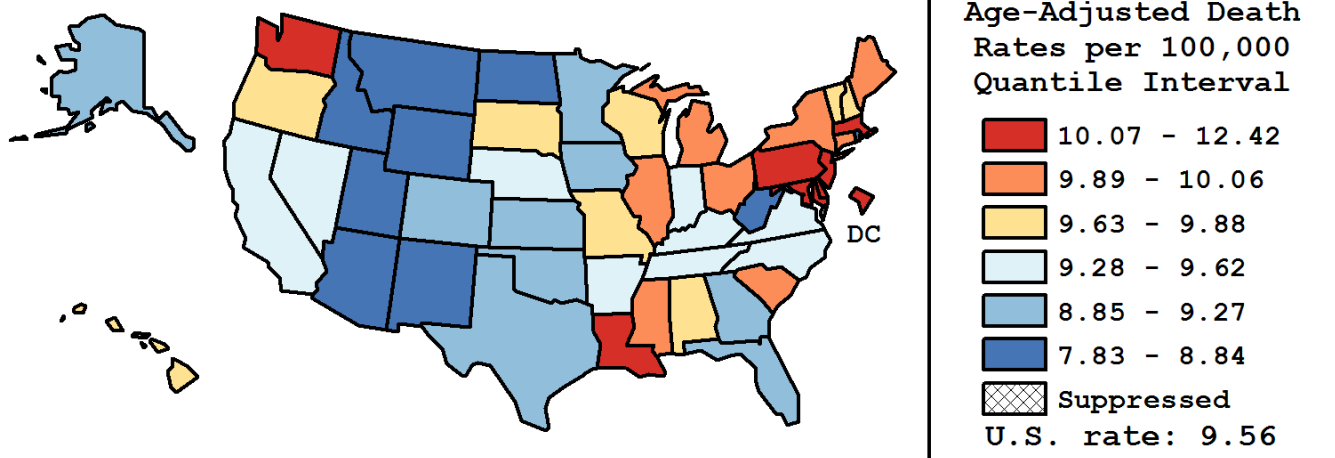 DC
Age-Adjusted Death
Rates per 100,000
Quantile Interval
10.07 - 12.42
9.89 - 10.06
9.63 - 9.88
9.28 - 9.62
8.85 - 9.27
7.83 - 8.84
Suppressed
U.S. rate: 9.56